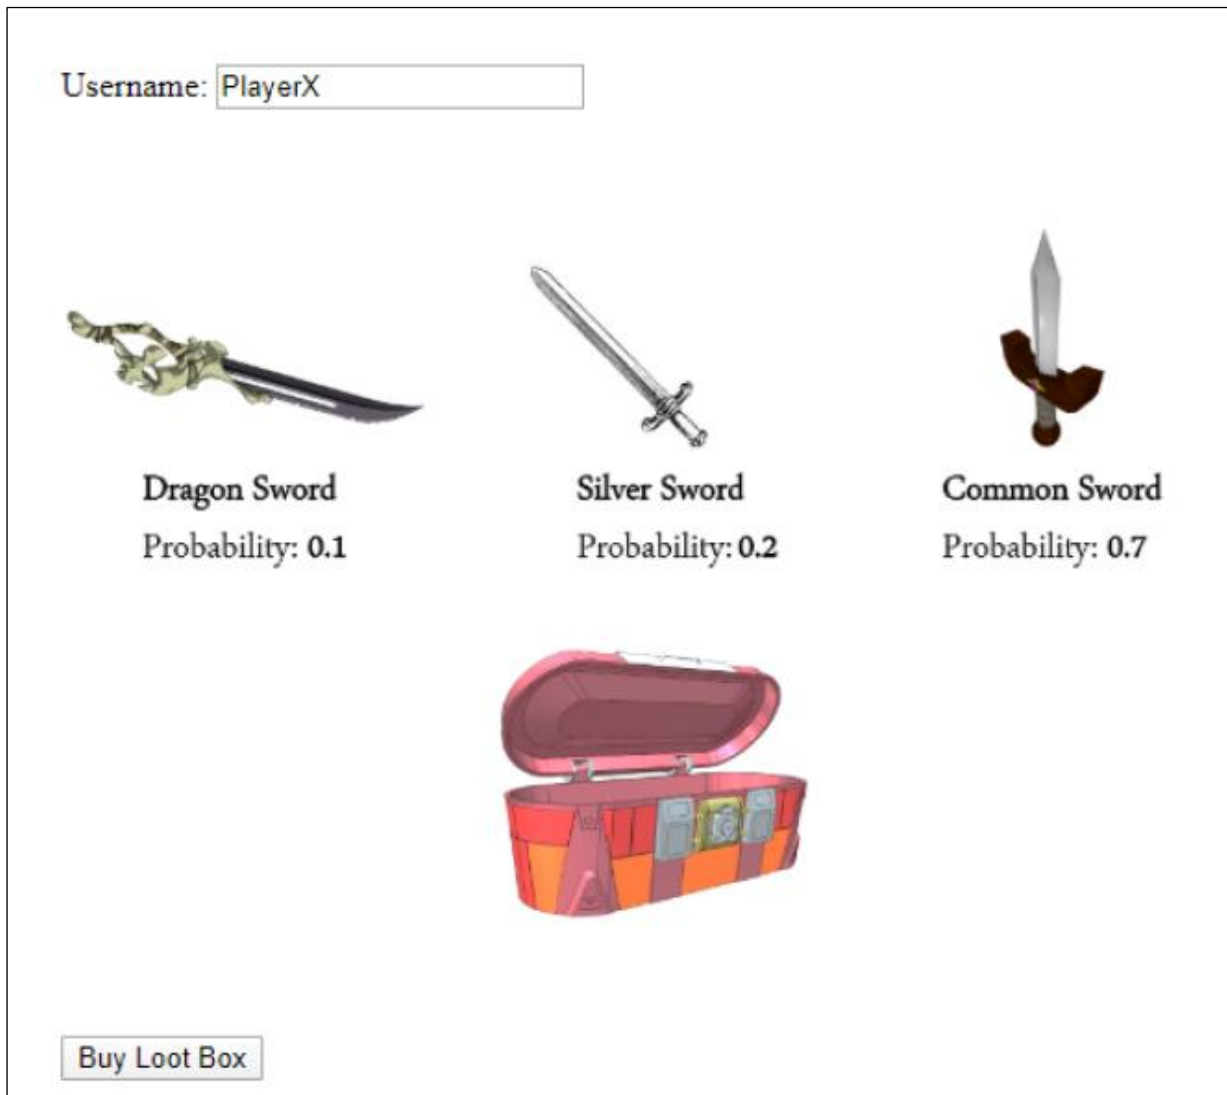 Username: PlayerX
Dragon Sword Silver Sword Common Sword
Probability: 0.1 Probability: 0.2 Probability: 0.7
Buy Loot Box